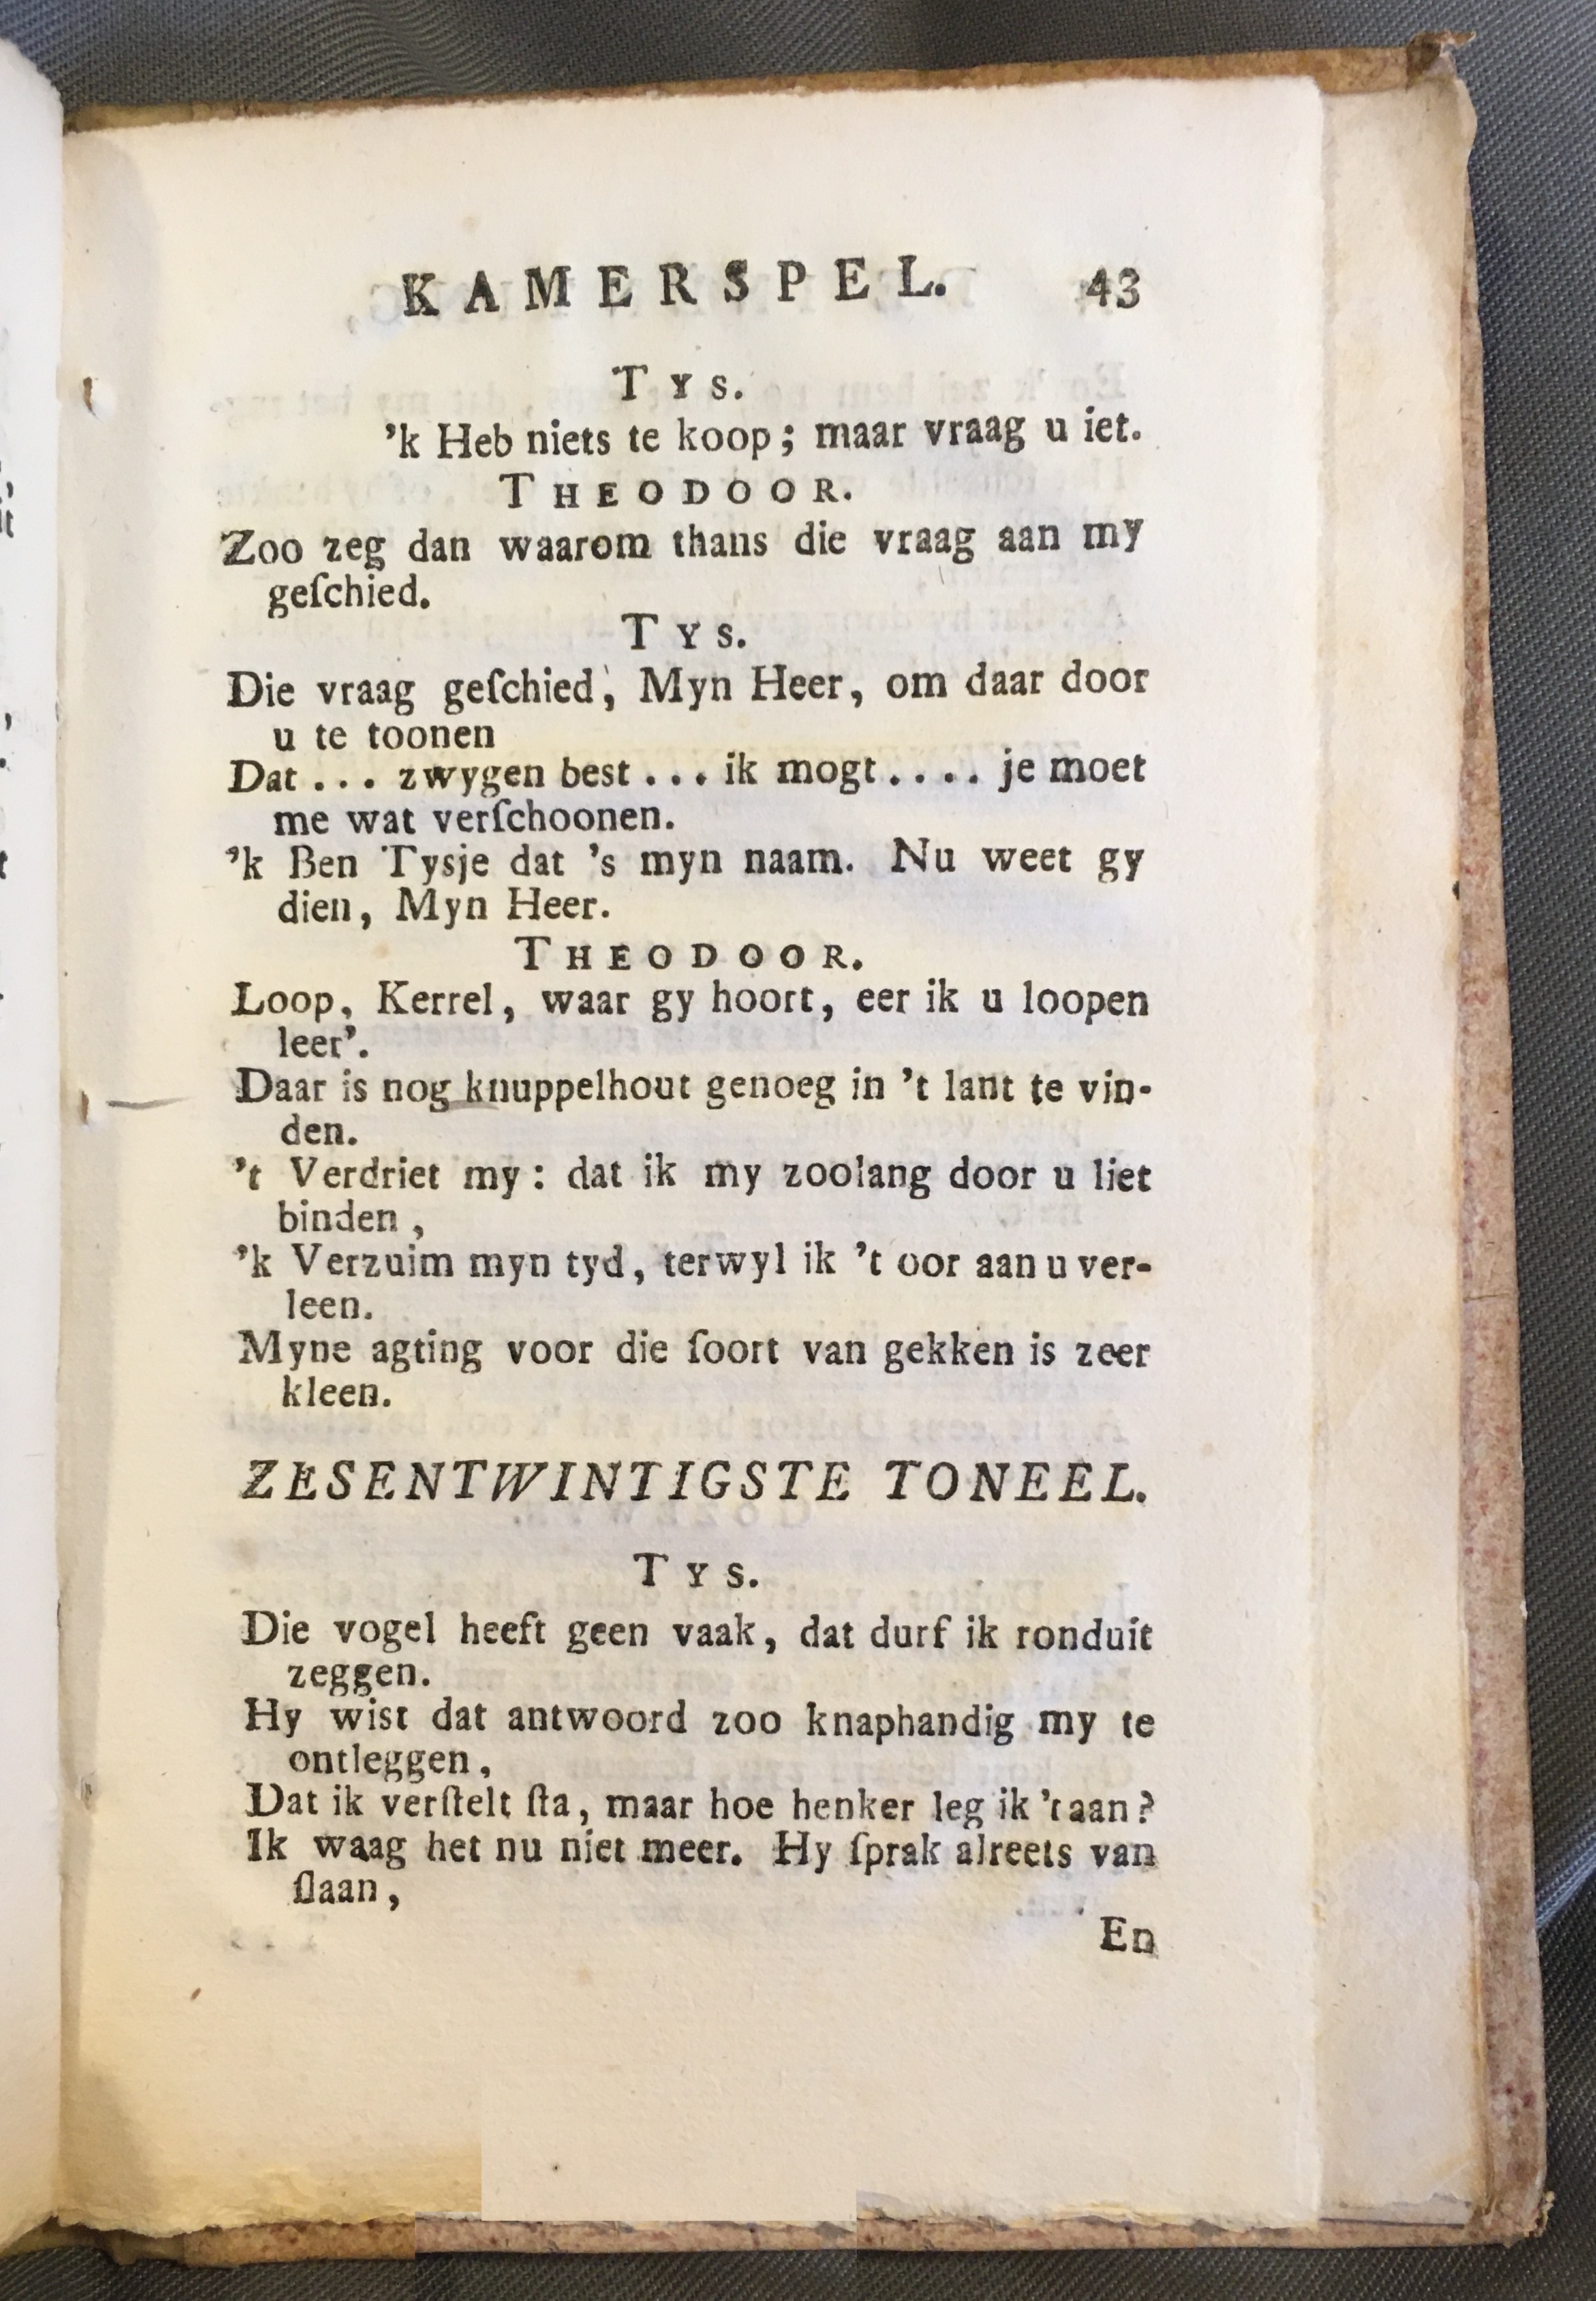 KAMERSPEL. 43
TYS.
’k Heb niets te koop; maar vraag u iet.
THEODOOR.
Zoo zeg dan waarom thans die vraag aan my
geſchied.
TYS.
Die vraag geſchied, Myn Heer, om daar door
u te toonen
Dat... zwygen best... ik mogt.... je moet
me wat verſchoonen.
’k Ben Tysje dat ’s myn naam. Nu weet gy
dien, Myn Heer.
THEODOOR.
Loop, Kerrel, waar gy hoort, eer ik u loopen
leer’.
Daar is nog knuppelhout genoeg in ’t lant te vin-
den.
’t Verdriet my: dat ik my zoolang door u liet
binden,
’k Verzuim myn tyd, terwyl ik ’t oor aan u ver-
leen.
Myne agting voor die ſoort van gekken is zeer
kleen.
ZESENTWINTIGSTE TONEEL.
TYS.
Die vogel heeft geen vaak, dat durf ik ronduit
zeggen.
Hy wist dat antwoord zoo knaphandig my te
ontleggen,
Dat ik verſtelt ſta, maar hoe henker leg ik ’t aan?
Ik waag het nu niet meer. Hy ſprak alreets van
ſlaan,
En